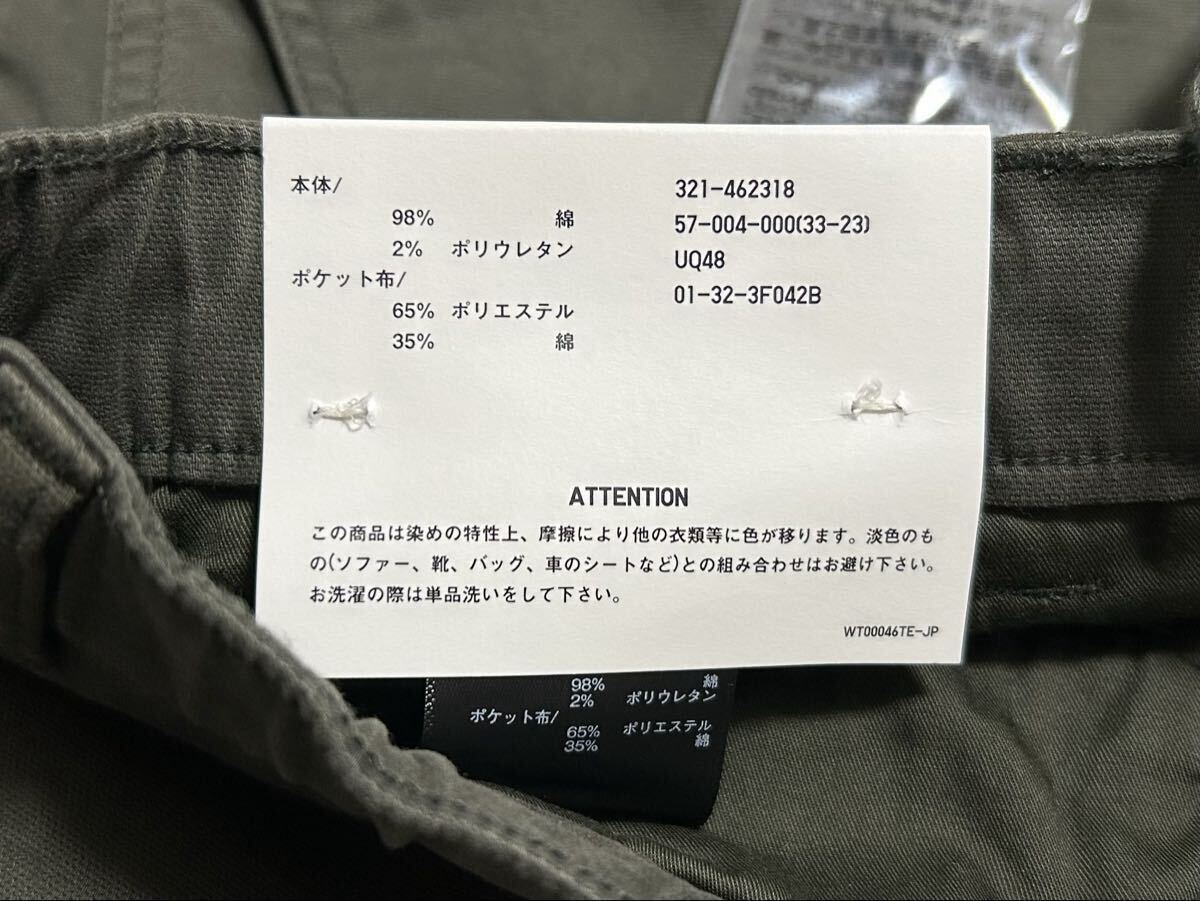 本体/
98% 綿
2% ポリウレタン
ポケット布/
65% ポリエステル
35% 綿
321-462318
57-004-000(33-23)
UQ48
01-32-3F042B
ATTENTION
この商品は染めの特性上、摩擦により他の衣類等に色が移ります。淡色のも
の(ソファー、靴、バッグ、車のシートなど)との組み合わせはお避け下さい。
お洗濯の際は単品洗いをして下さい。
WT00046TE-JP
98% 綿
2% ポリウレタン
ポケット布/
65% ポリエステル
35% 綿